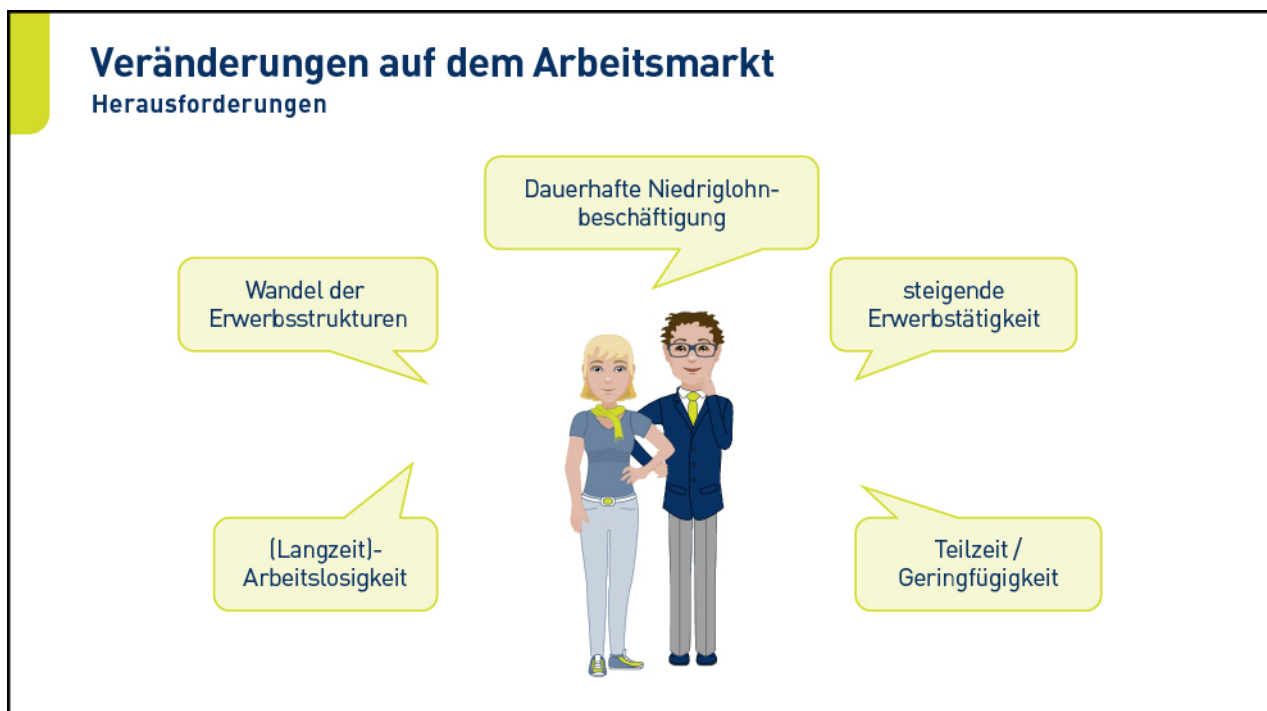 Veränderungen auf dem Arbeitsmarkt
Herausforderungen
Dauerhafte Niedriglohn-
beschäftigung
Wandel der
Erwerbsstrukturen
steigende
Erwerbstätigkeit
(Langzeit)-
Arbeitslosigkeit
Teilzeit /
Geringfügigkeit